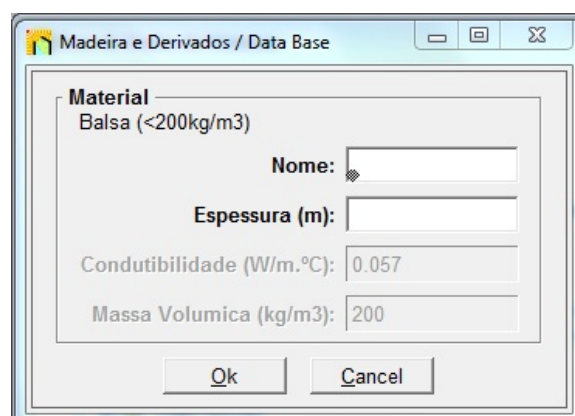 Madeira e Derivados / Data Base
Material
Balsa (<200kg/m3)
Nome:
Espessura (m):
Condutibilidade (W/m.ºC): 0.057
Massa Volumica (kg/m3): 200
Ok Cancel